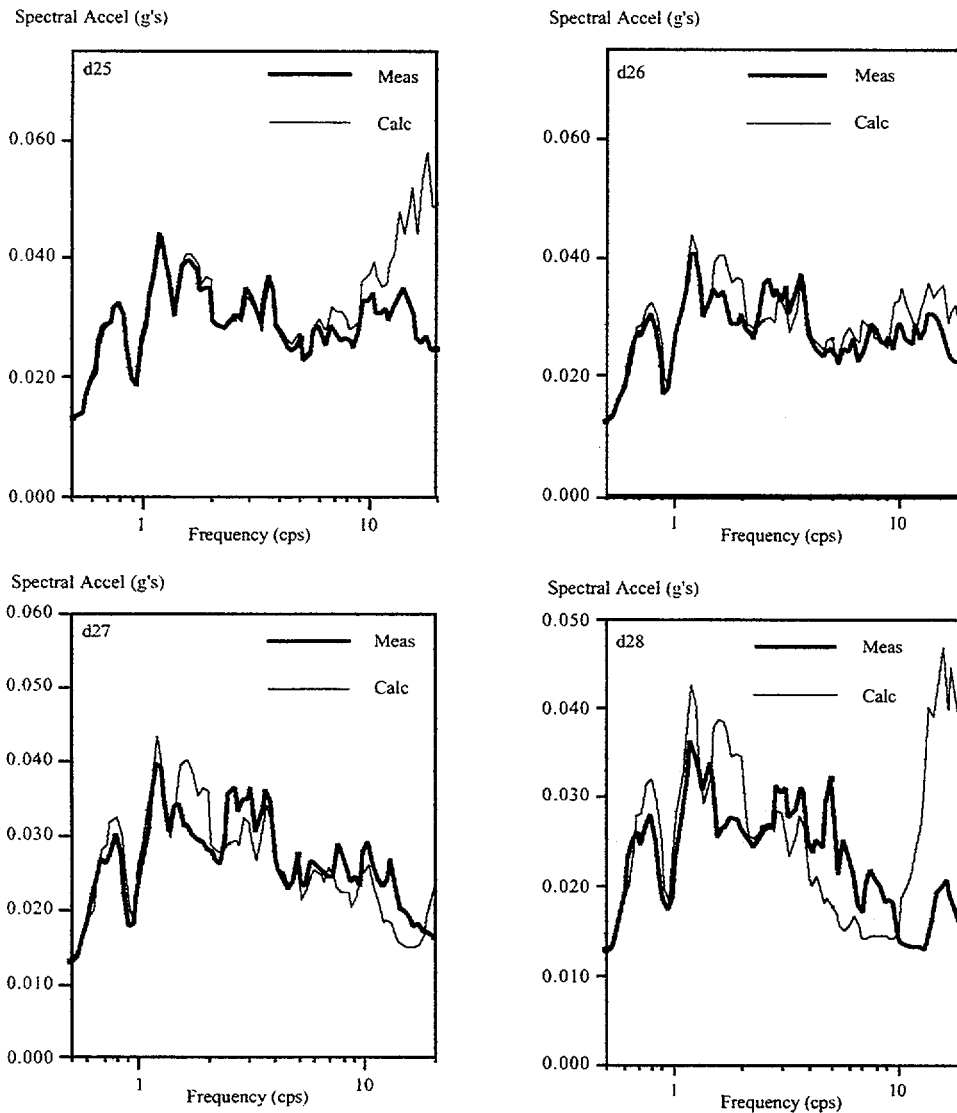 Spectral Accel (g's)
d25
Meas
Calc
0.060
0.040
0.020
0.000
1
10
Frequency (cps)
Spectral Accel (g's)
d26
Meas
Calc
0.060
0.040
0.020
0.000
1
10
Frequency (cps)
Spectral Accel (g's)
0.060
d27
Meas
Calc
0.050
0.040
0.030
0.020
0.010
0.000
1
10
Frequency (cps)
Spectral Accel (g's)
0.050
d28
Meas
Calc
0.040
0.030
0.020
0.010
0.000
1
10
Frequency (cps)